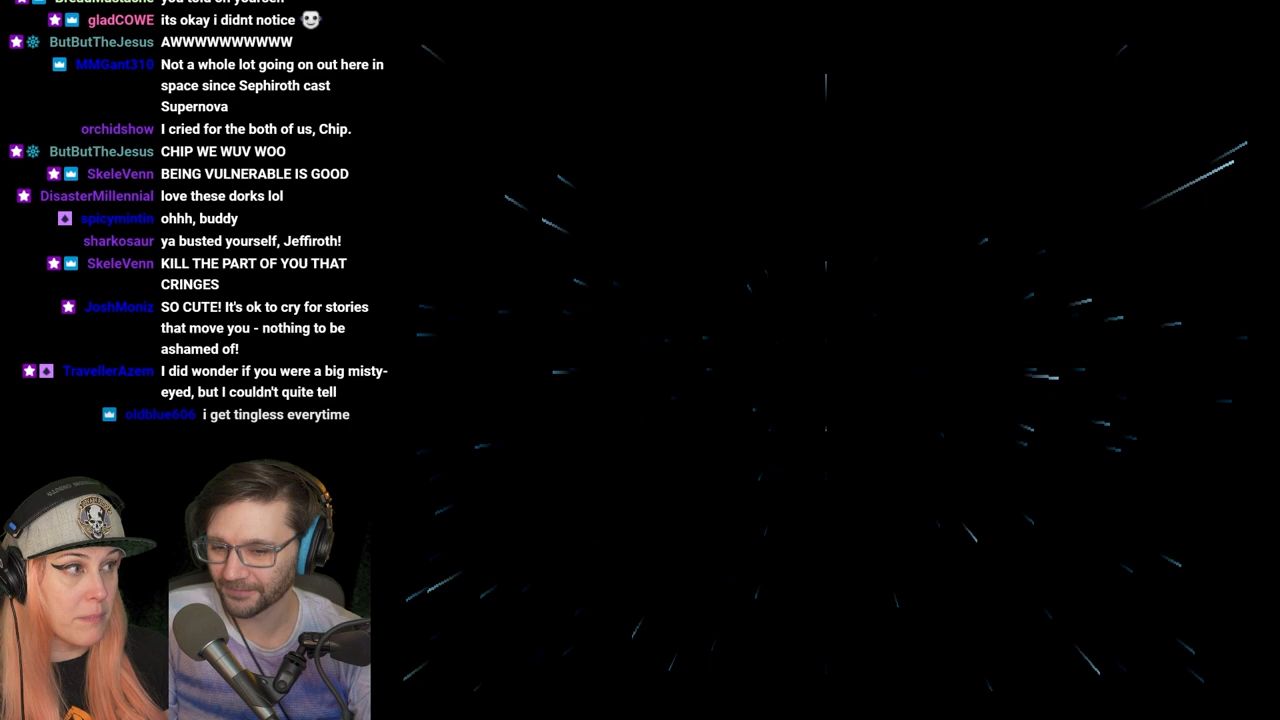 gladCOWE its okay i didnt notice
ButButTheJesus AWWWWWWWWWW
MMGant310 Not a whole lot going on out here in
space since Sephiroth cast
Supernova
orchidshow I cried for the both of us, Chip.
ButButTheJesus CHIP WE WUV WOO
SkeleVenn BEING VULNERABLE IS GOOD
DisasterMillennial love these dorks lol
spicymintin ohhh, buddy
sharkosaur ya busted yourself, Jeffiroth!
SkeleVenn KILL THE PART OF YOU THAT
CRINGES
JoshMoniz SO CUTE! It's ok to cry for stories
that move you - nothing to be
ashamed of!
TravellerAzem I did wonder if you were a big misty-
eyed, but I couldn't quite tell
oldblue606 i get tingless everytime